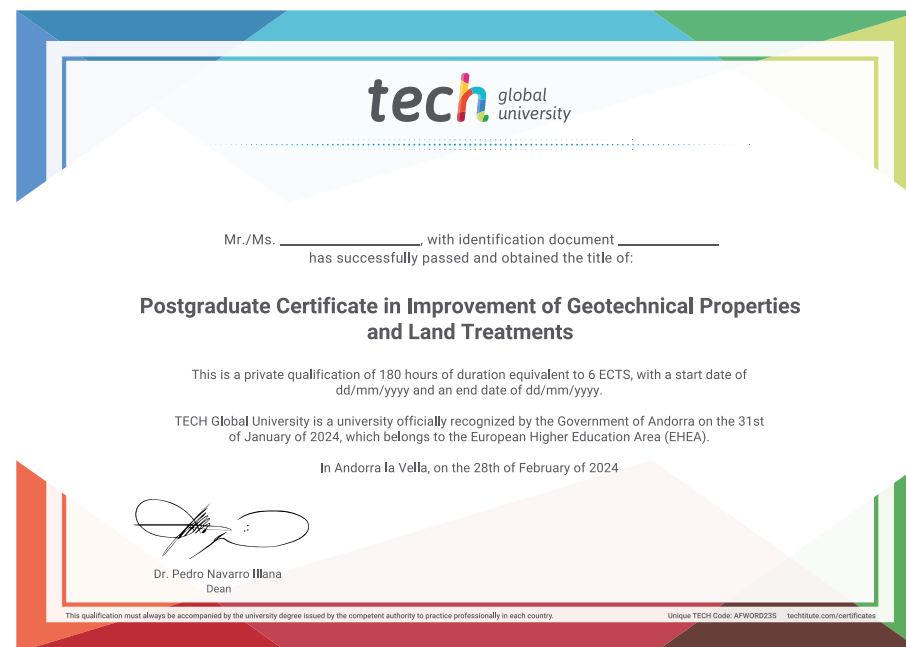 tech global
university
Mr./Ms. ____________, with identification document ____________
has successfully passed and obtained the title of:
Postgraduate Certificate in Improvement of Geotechnical Properties
and Land Treatments
This is a private qualification of 180 hours of duration equivalent to 6 ECTS, with a start date of
dd/mm/yyyy and an end date of dd/mm/yyyy.
TECH Global University is a university officially recognized by the Government of Andorra on the 31st
of January of 2024, which belongs to the European Higher Education Area (EHEA).
In Andorra la Vella, on the 28th of February of 2024
Dr. Pedro Navarro Illana
Dean
This qualification must always be accompanied by the university degree issued by the competent authority to practice professionally in each country.
Unique TECH Code: AFWORD23S techtitute.com/certificates